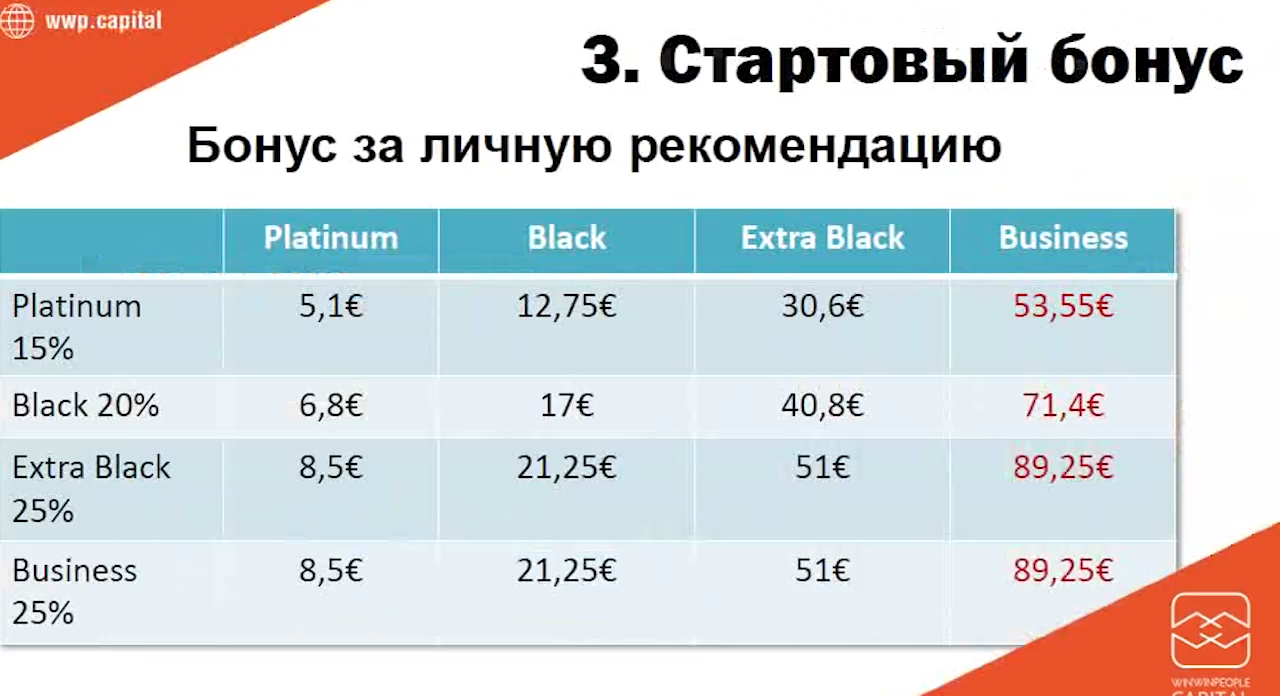 www.capital
3. Стартовый бонус
Бонус за личную рекомендацию
Platinum Black Extra Black Business
Platinum 5,1€ 12,75€ 30,6€ 53,55€
15%
Black 20% 6,8€ 17€ 40,8€ 71,4€
Extra Black 8,5€ 21,25€ 51€ 89,25€
25%
Business 8,5€ 21,25€ 51€ 89,25€
25%
WINWINPEOPLE
CAPITAL